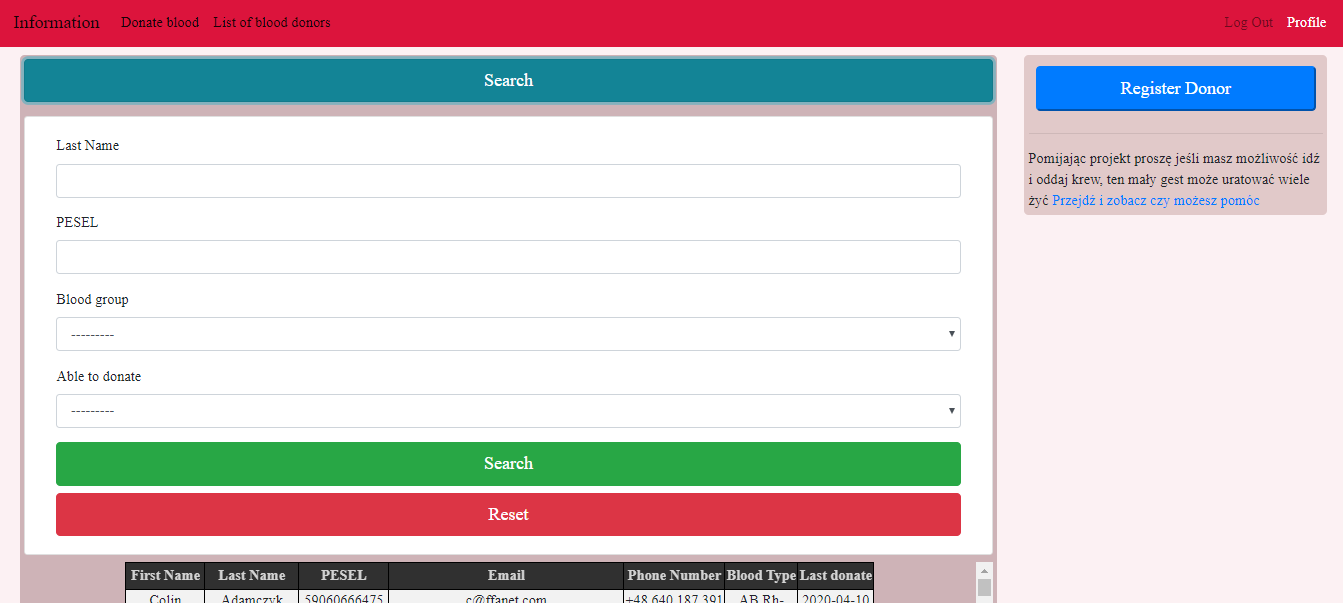 Information Donate blood List of blood donors Log Out Profile
Search
Last Name
PESEL
Blood group
---------
Able to donate
---------
Search
Reset
First Name Last Name PESEL Email Phone Number Blood Type Last donate
Colin Adamczyk 59060666475 c@ffanet.com +48 640 187 391 AB Rh- 2020-04-10
Register Donor
Pomijając projekt proszę jeśli masz możliwość idź
i oddaj krew, ten mały gest może uratować wiele
żyć Przejdź i zobacz czy możesz pomóc